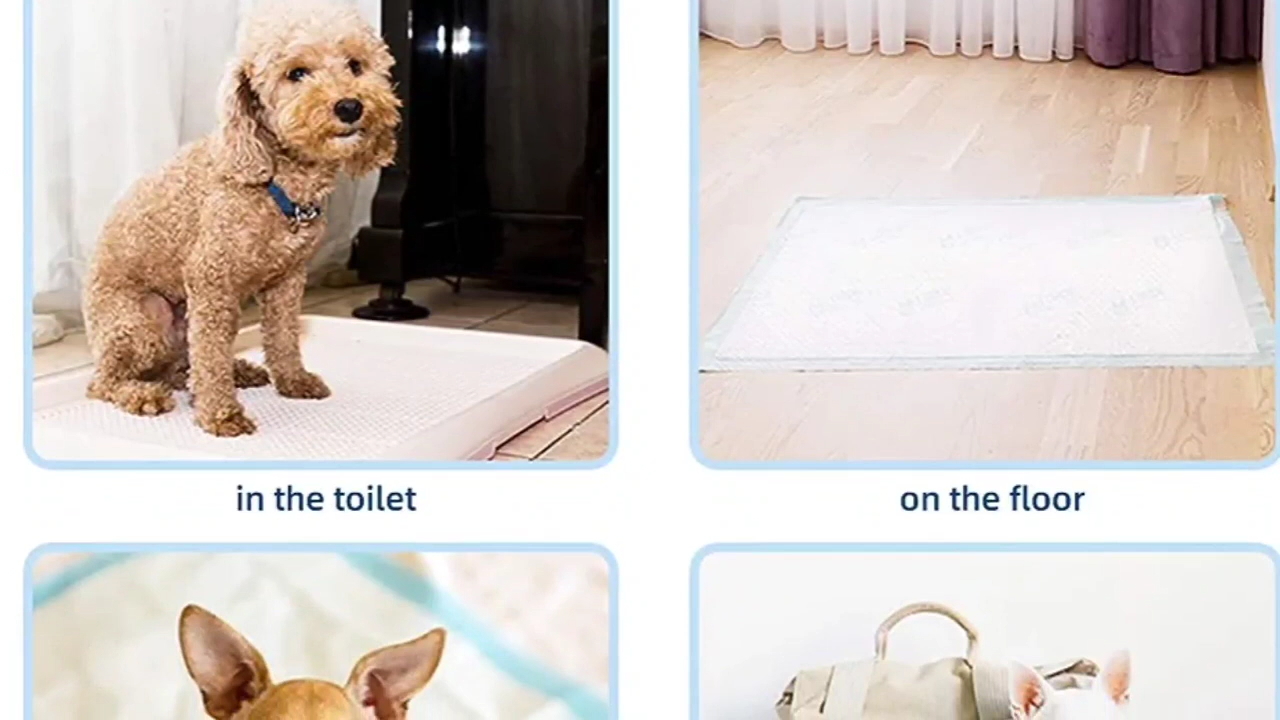 in the toilet
on the floor